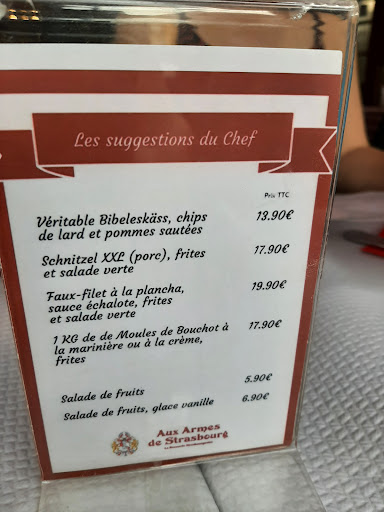 Les suggestions du Chef
Prix TTC
Véritable Bibeleskäss, chips 13.90€
de lard et pommes sautées
Schnitzel XXL (porc), frites 17.90€
et salade verte
Faux-filet à la plancha, 19.90€
sauce échalote, frites
et salade verte
1 KG de de Moules de Bouchot à 17.90€
la marinière ou à la crème,
frites
Salade de fruits 5.90€
Salade de fruits, glace vanille 6.90€
Aux Armes
de Strasbourg